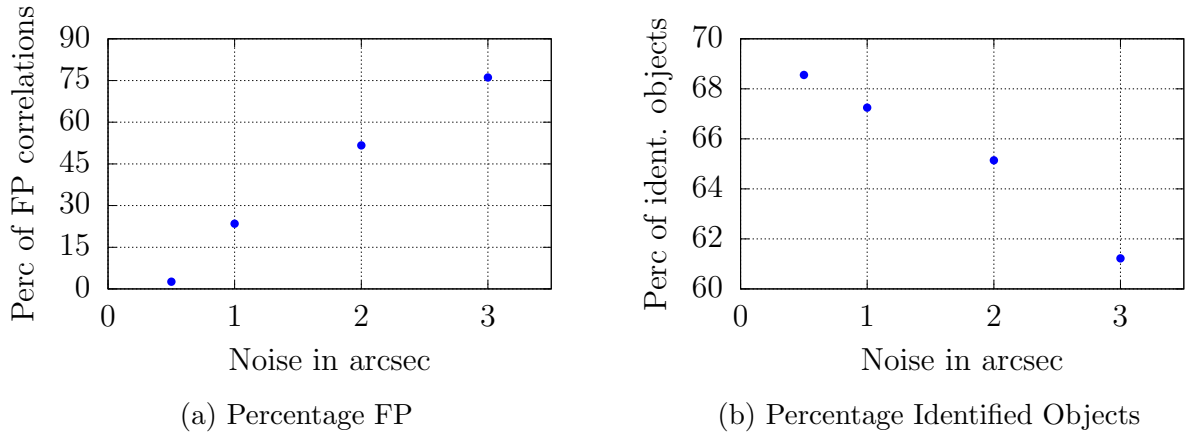 Perc of FP correlations
90
75
60
45
30
15
0
0 1 2 3
Noise in arcsec
(a) Percentage FP
Perc of ident. objects
70
68
66
64
62
60
0 1 2 3
Noise in arcsec
(b) Percentage Identified Objects